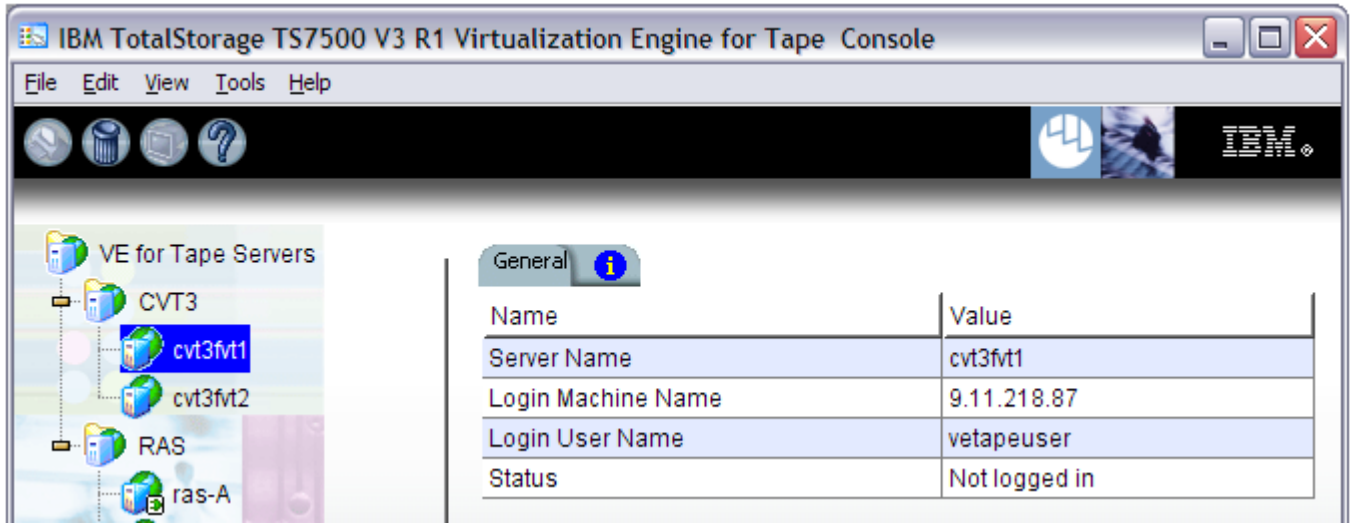 IBM TotalStorage TS7500 V3 R1 Virtualization Engine for Tape Console
File Edit View Tools Help
IBM
VE for Tape Servers
CVT3
cvt3fvt1
cvt3fvt2
RAS
ras-A
General
Name Value
Server Name cvt3fvt1
Login Machine Name 9.11.218.87
Login User Name vetapeuser
Status Not logged in